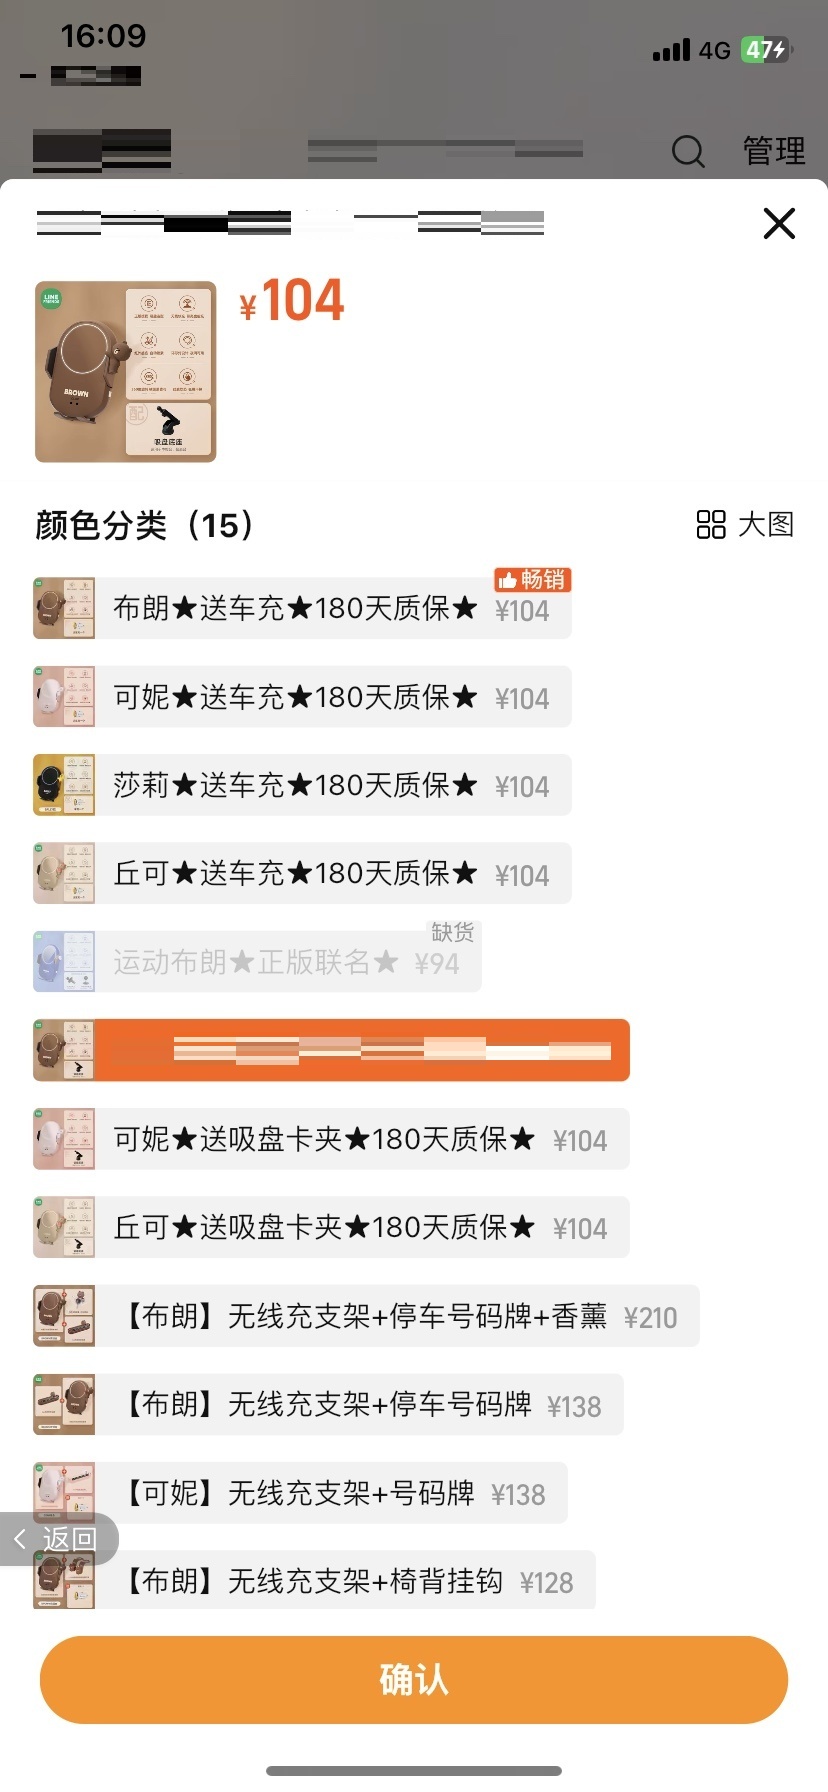 16:09
4G 47
管理
¥104
LINE FRIENDS
BROWN
配
吸盘底座
颜色分类（15）
大图
畅销
布朗★送车充★180天质保★ ¥104
可妮★送车充★180天质保★ ¥104
莎莉★送车充★180天质保★ ¥104
丘可★送车充★180天质保★ ¥104
缺货
运动布朗★正版联名★ ¥94
可妮★送吸盘卡夹★180天质保★ ¥104
丘可★送吸盘卡夹★180天质保★ ¥104
【布朗】无线充支架+停车号码牌+香薰 ¥210
【布朗】无线充支架+停车号码牌 ¥138
【可妮】无线充支架+号码牌 ¥138
返回
【布朗】无线充支架+椅背挂钩 ¥128
确认